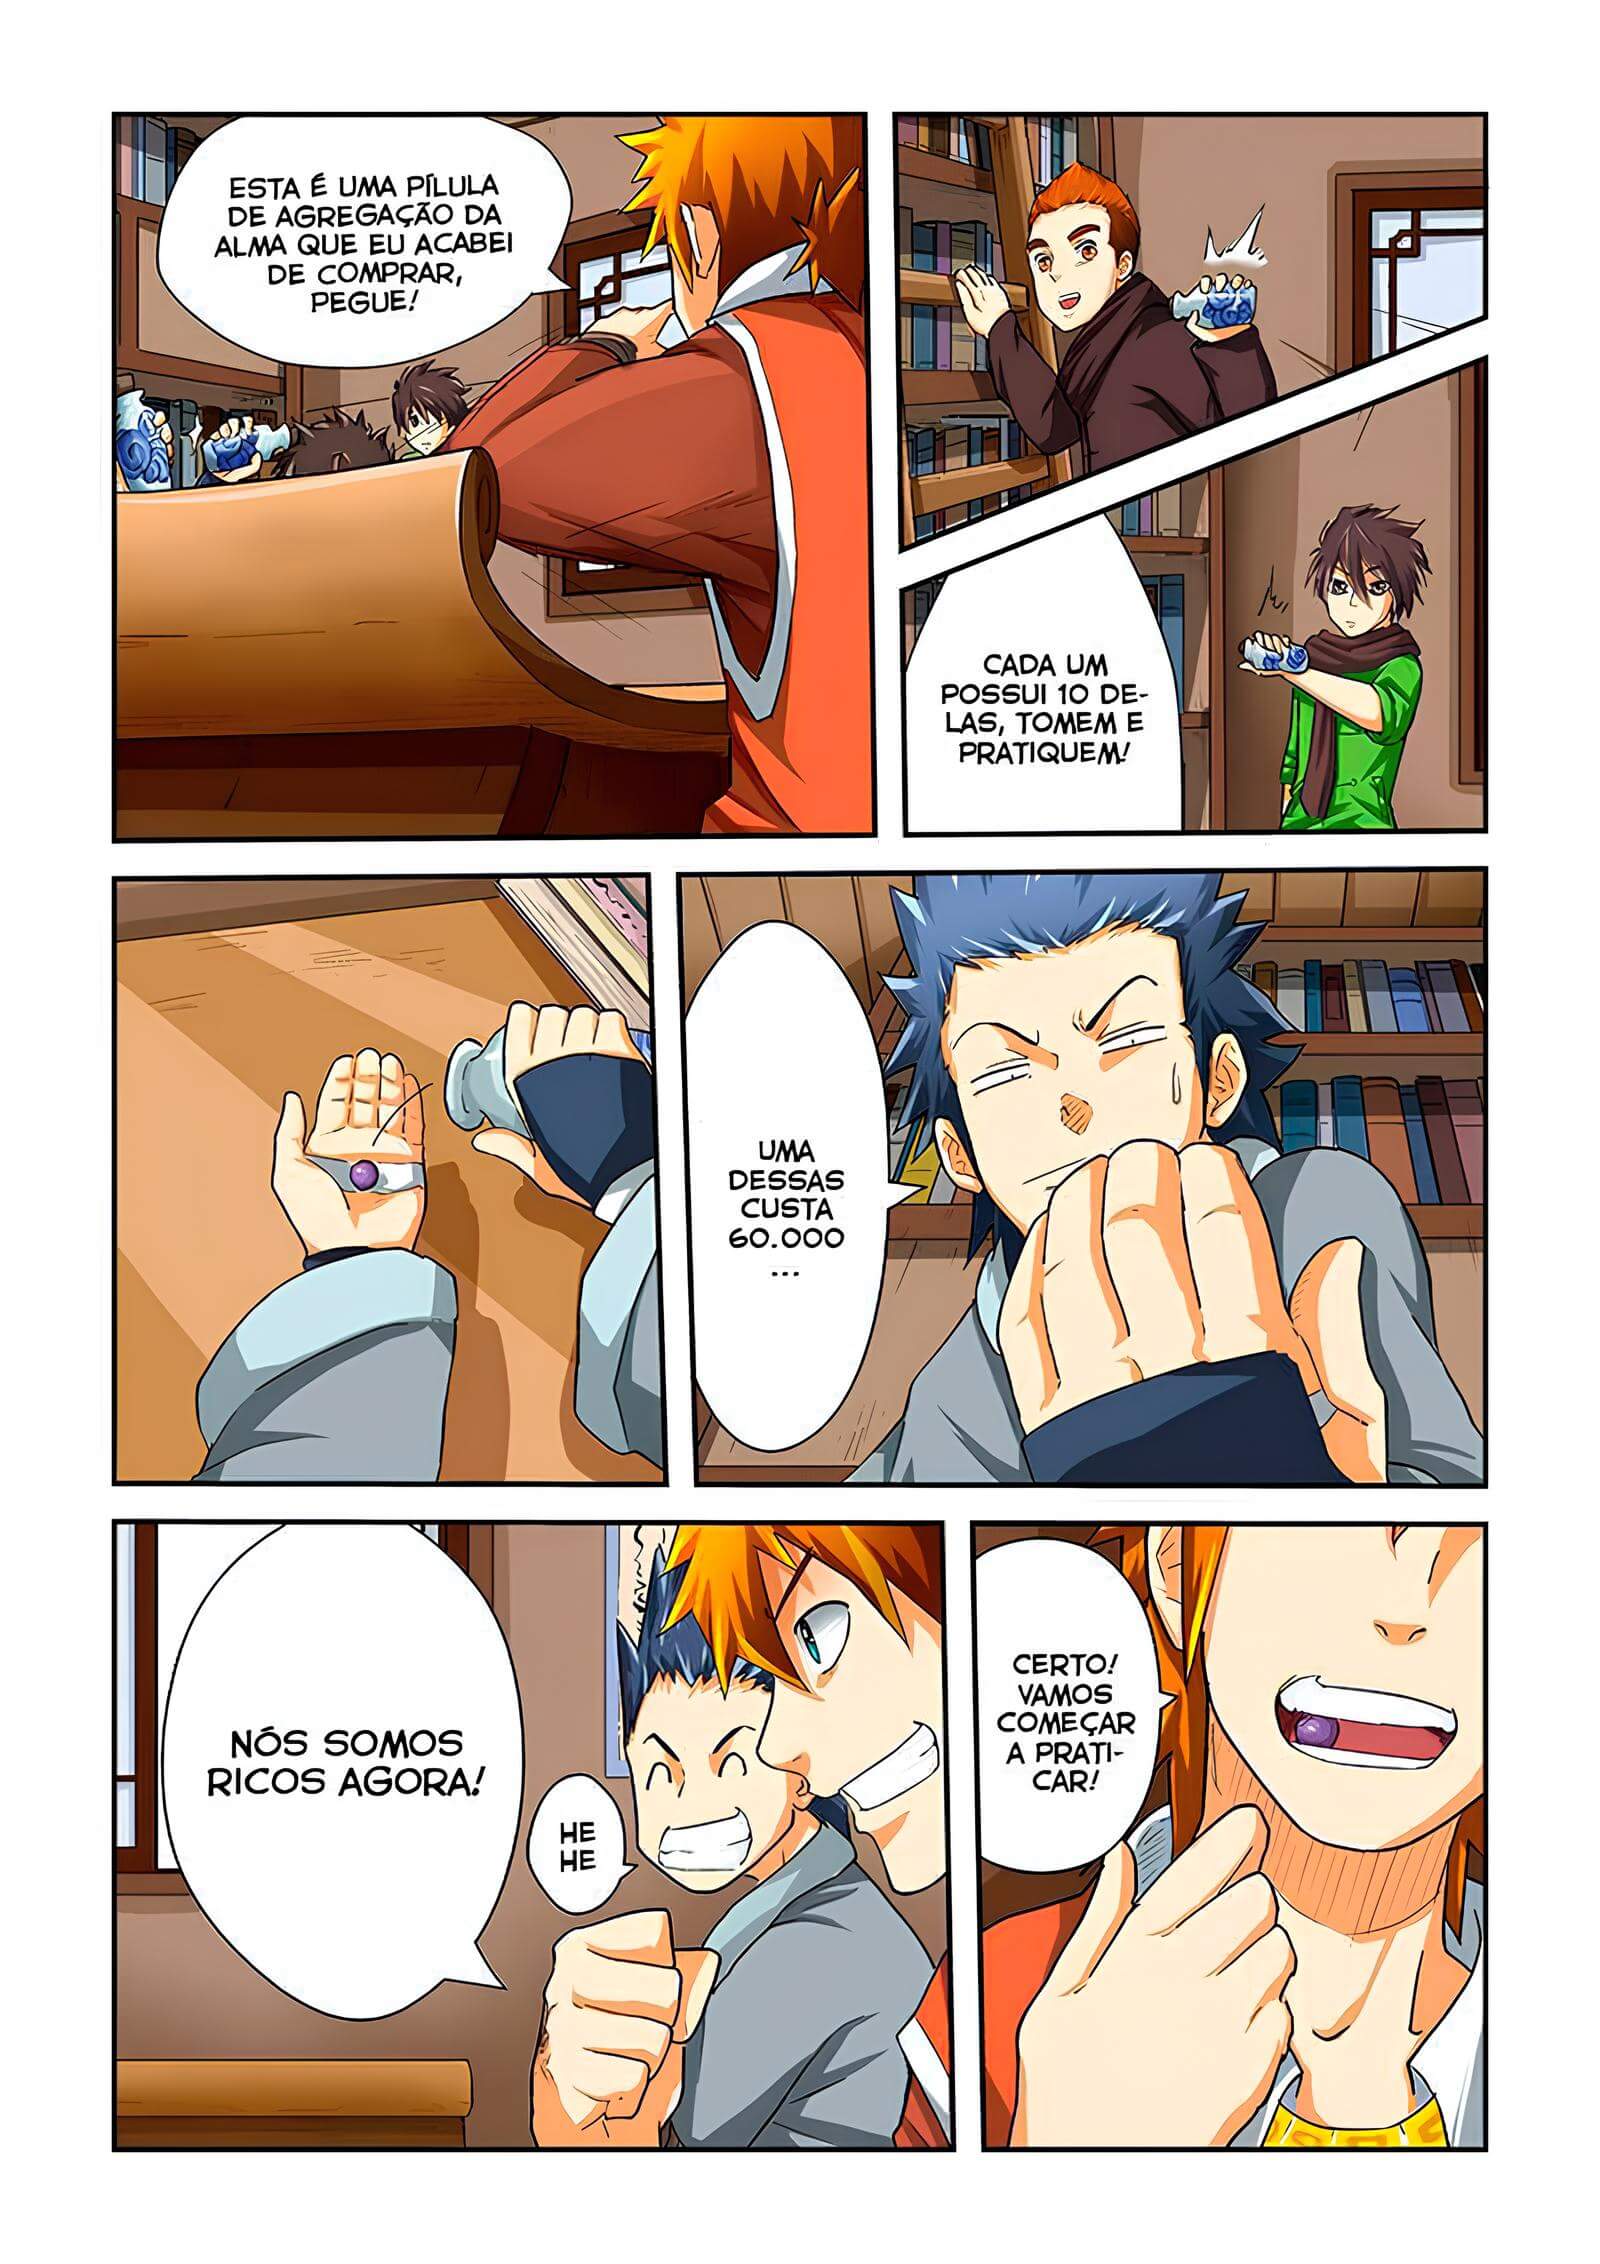 ESTA É UMA PÍLULA
DE AGREGAÇÃO DA
ALMA QUE EU ACABEI
DE COMPRAR,
PEGUE!
CADA UM
POSSUI 10 DE-
LAS, TOMEM E
PRATIQUEM!
UMA
DESSAS
CUSTA
60.000
...
NÓS SOMOS
RICOS AGORA!
HE
HE
CERTO!
VAMOS
COMEÇAR
A PRATI-
CAR!